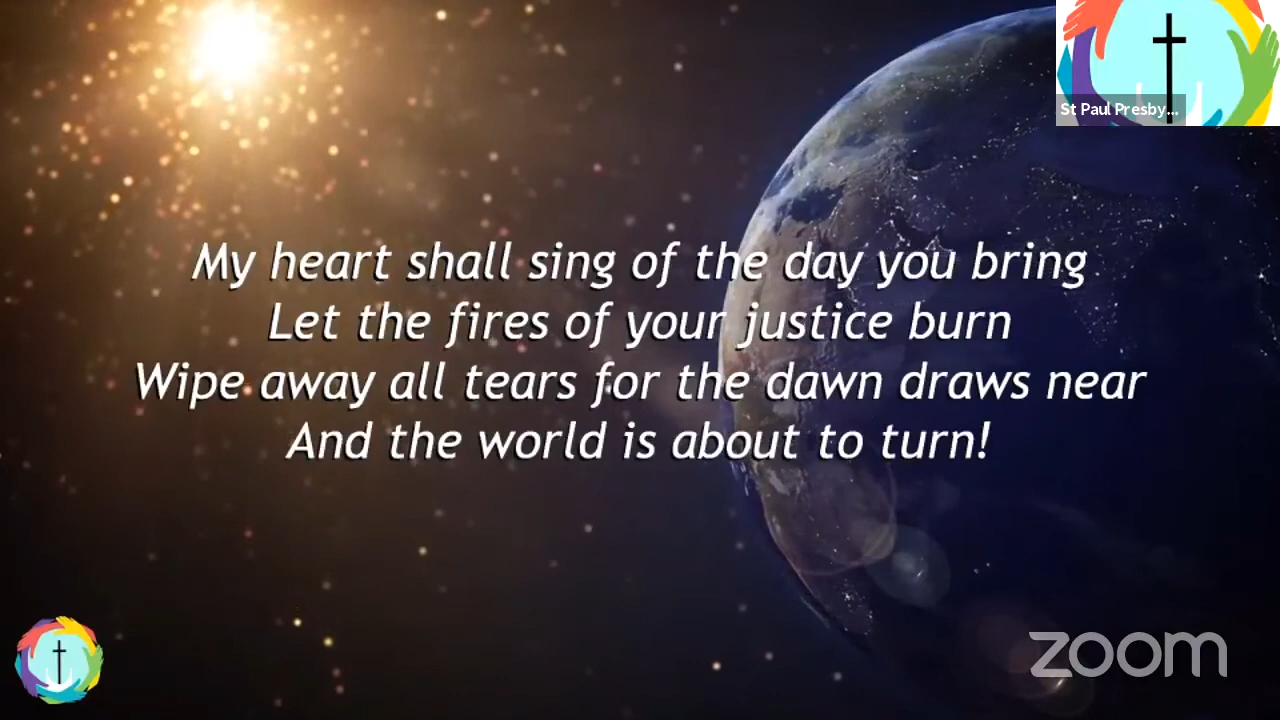 St Paul Presby...
My heart shall sing of the day you bring
Let the fires of your justice burn
Wipe away all tears for the dawn draws near
And the world is about to turn!
zoom